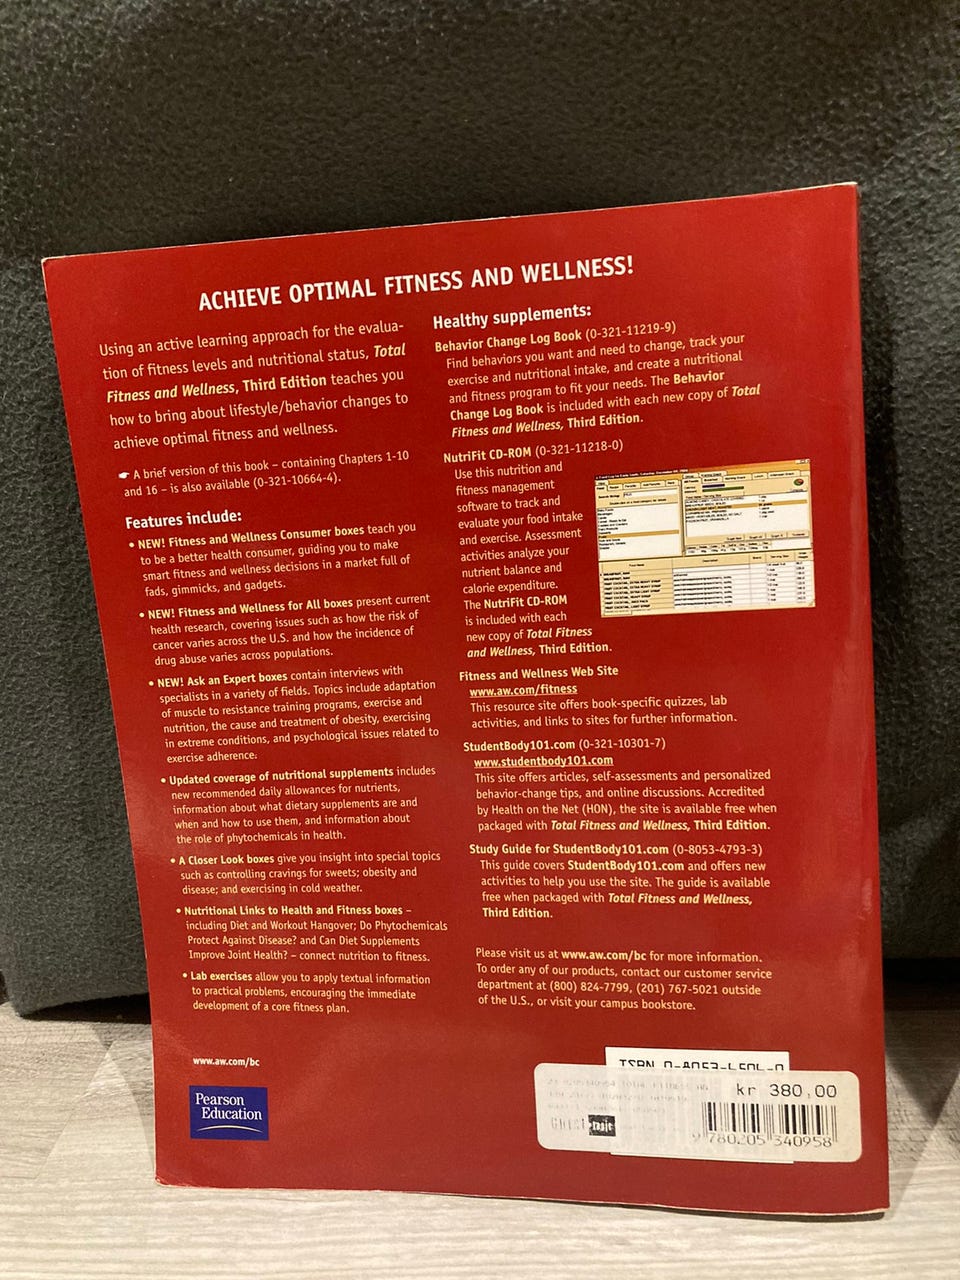 ACHIEVE OPTIMAL FITNESS AND WELLNESS!
Using an active learning approach for the evalua-
tion of fitness levels and nutritional status, Total
Fitness and Wellness, Third Edition teaches you
how to bring about lifestyle/behavior changes to
achieve optimal fitness and wellness.
☛ A brief version of this book – containing Chapters 1-10
and 16 – is also available (0-321-10664-4).
Features include:
• NEW! Fitness and Wellness Consumer boxes teach you
to be a better health consumer, guiding you to make
smart fitness and wellness decisions in a market full of
fads, gimmicks, and gadgets.
• NEW! Fitness and Wellness for All boxes present current
health research, covering issues such as how the risk of
cancer varies across the U.S. and how the incidence of
drug abuse varies across populations.
• NEW! Ask an Expert boxes contain interviews with
specialists in a variety of fields. Topics include adaptation
of muscle to resistance training programs, exercise and
nutrition, the cause and treatment of obesity, exercising
in extreme conditions, and psychological issues related to
exercise adherence.
• Updated coverage of nutritional supplements includes
new recommended daily allowances for nutrients,
information about what dietary supplements are and
when and how to use them, and information about
the role of phytochemicals in health.
• A Closer Look boxes give you insight into special topics
such as controlling cravings for sweets; obesity and
disease; and exercising in cold weather.
• Nutritional Links to Health and Fitness boxes –
including Diet and Workout Hangover; Do Phytochemicals
Protect Against Disease? and Can Diet Supplements
Improve Joint Health? – connect nutrition to fitness.
• Lab exercises allow you to apply textual information
to practical problems, encouraging the immediate
development of a core fitness plan.
www.aw.com/bc
Pearson
Education
Healthy supplements:
Behavior Change Log Book (0-321-11219-9)
Find behaviors you want and need to change, track your
exercise and nutritional intake, and create a nutritional
and fitness program to fit your needs. The Behavior
Change Log Book is included with each new copy of Total
Fitness and Wellness, Third Edition.
NutriFit CD-ROM (0-321-11218-0)
Use this nutrition and
fitness management
software to track and
evaluate your food intake
and exercise. Assessment
activities analyze your
nutrient balance and
calorie expenditure.
The NutriFit CD-ROM
is included with each
new copy of Total Fitness
and Wellness, Third Edition.
Fitness and Wellness Web Site
www.aw.com/fitness
This resource site offers book-specific quizzes, lab
activities, and links to sites for further information.
StudentBody101.com (0-321-10301-7)
www.studentbody101.com
This site offers articles, self-assessments and personalized
behavior-change tips, and online discussions. Accredited
by Health on the Net (HON), the site is available free when
packaged with Total Fitness and Wellness, Third Edition.
Study Guide for StudentBody101.com (0-8053-4793-3)
This guide covers StudentBody101.com and offers new
activities to help you use the site. The guide is available
free when packaged with Total Fitness and Wellness,
Third Edition.
Please visit us at www.aw.com/bc for more information.
To order any of our products, contact our customer service
department at (800) 824-7799, (201) 767-5021 outside
of the U.S., or visit your campus bookstore.
ISBN 0-8053-
kr 380,00
9 780205 340958